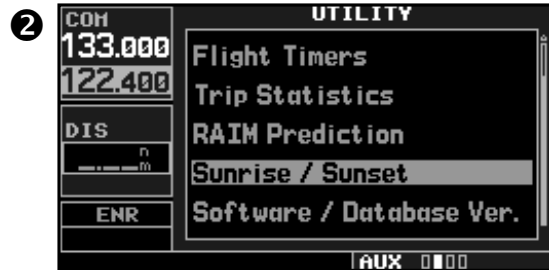 ❷
COM
133.000
122.400
DIS
__.__nm
ENR
UTILITY
Flight Timers
Trip Statistics
RAIM Prediction
Sunrise / Sunset
Software / Database Ver.
AUX